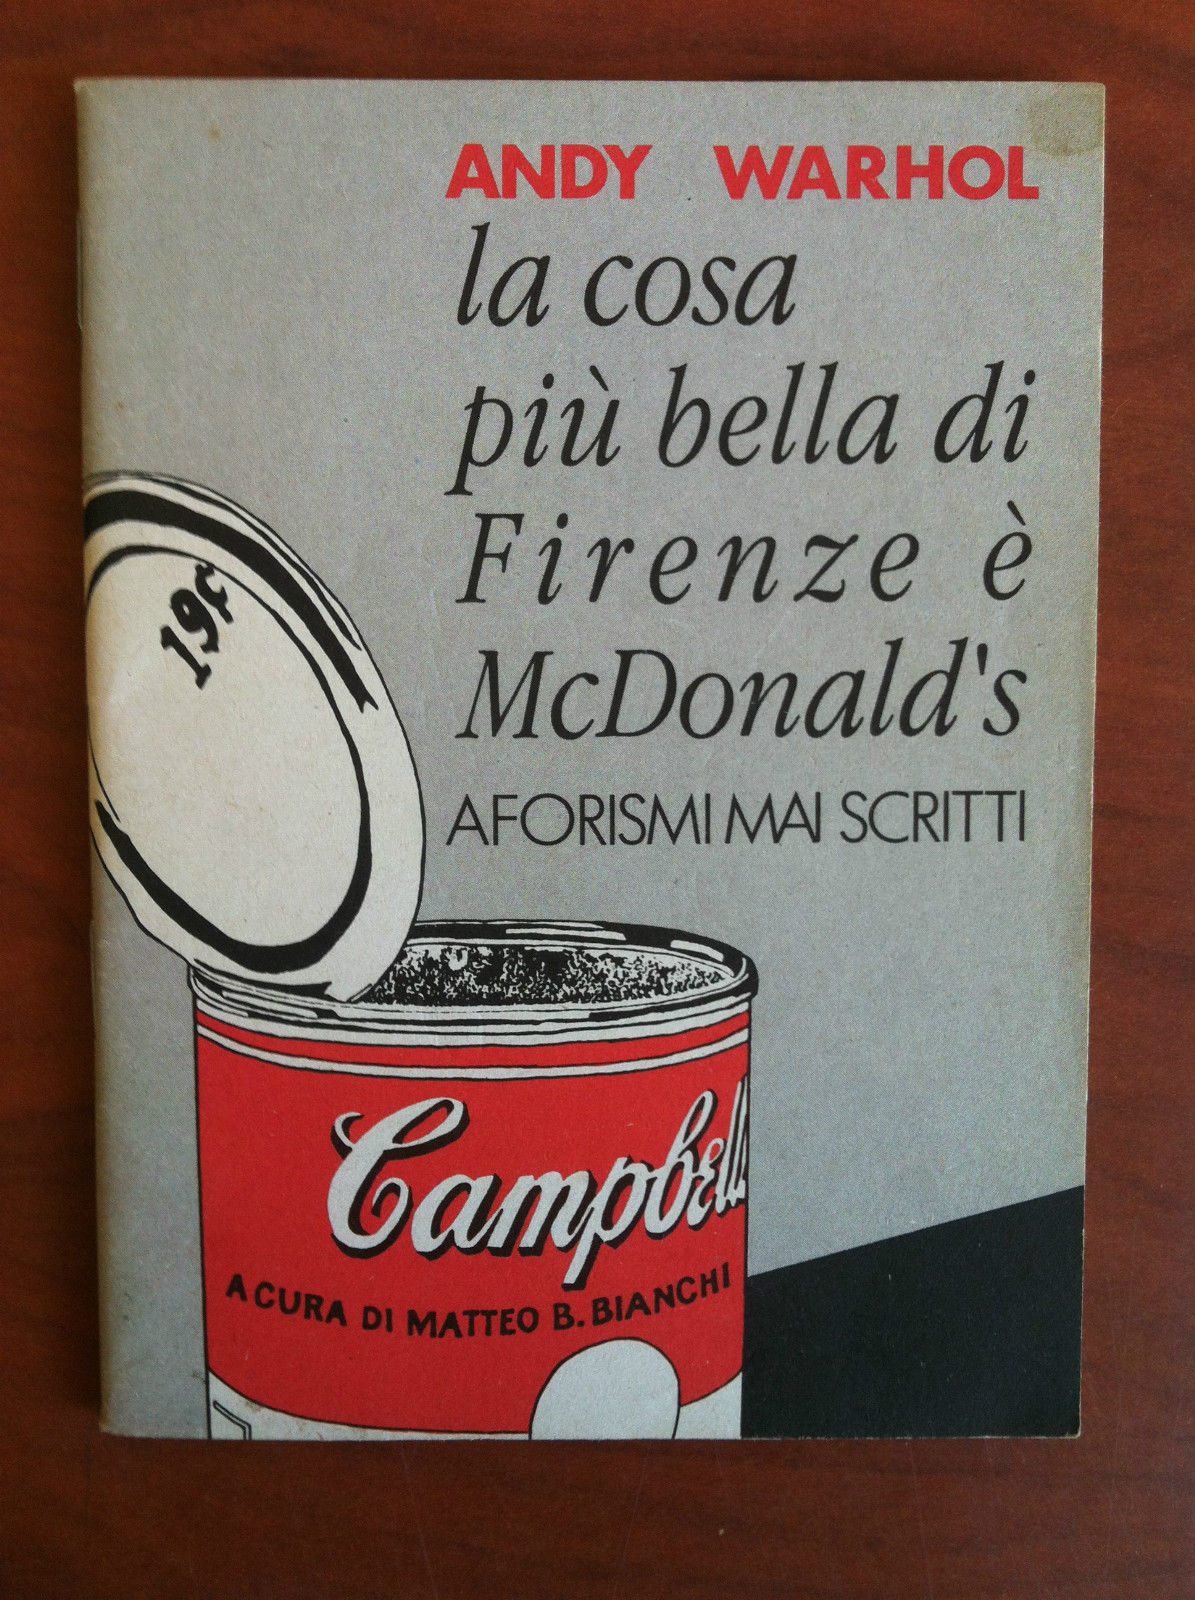 ANDY WARHOL
la cosa
più bella di
Firenze è
McDonald's
AFORISMI MAI SCRITTI
19¢
Campbell
A CURA DI MATTEO B. BIANCHI